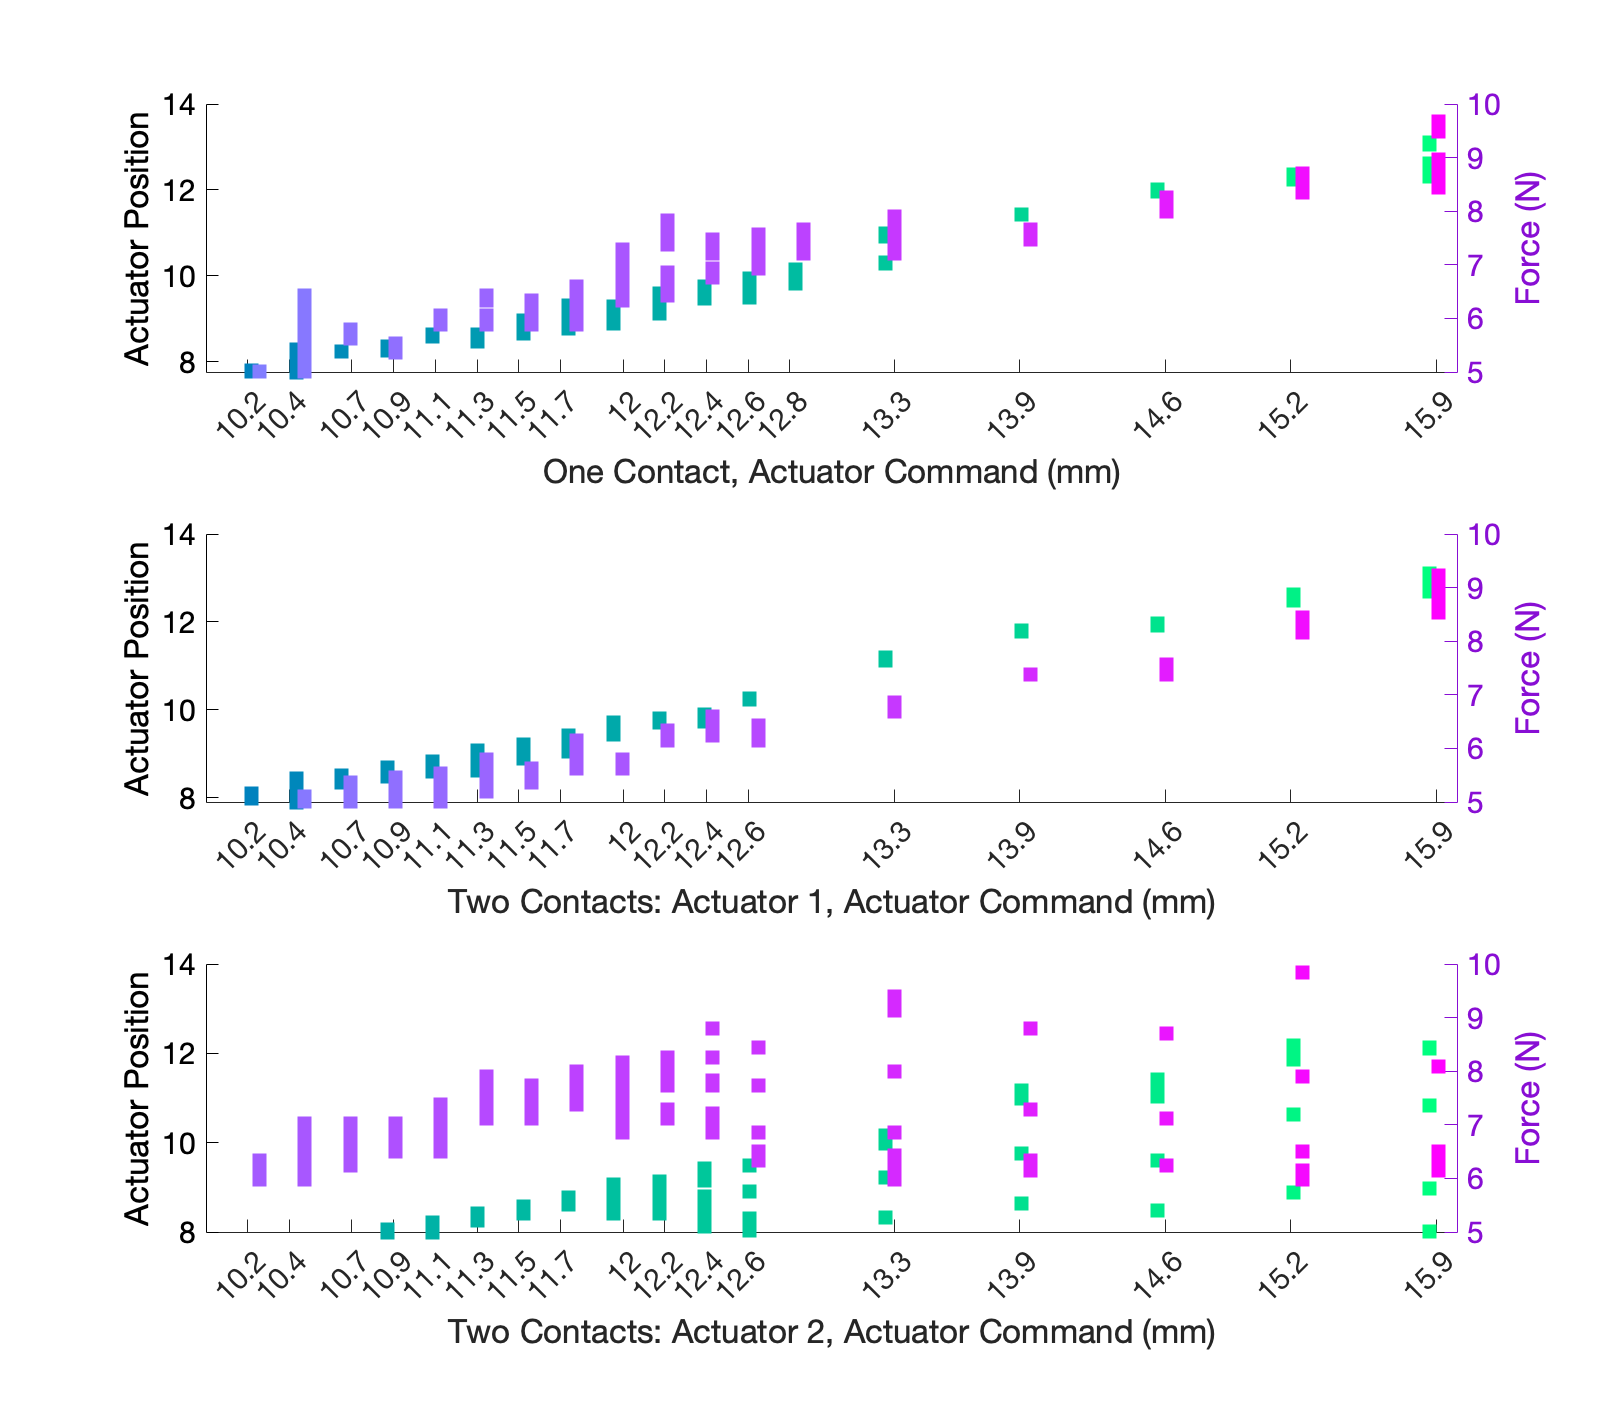 14
12
10
8
Actuator Position
10
9
8
7
6
5
Force (N)
10.2 10.4 10.7 10.9 11.1 11.3 11.5 11.7 12 12.2 12.4 12.6 12.8 13.3 13.9 14.6 15.2 15.9
One Contact, Actuator Command (mm)
14
12
10
8
Actuator Position
10
9
8
7
6
5
Force (N)
10.2 10.4 10.7 10.9 11.1 11.3 11.5 11.7 12 12.2 12.4 12.6 13.3 13.9 14.6 15.2 15.9
Two Contacts: Actuator 1, Actuator Command (mm)
14
12
10
8
Actuator Position
10
9
8
7
6
5
Force (N)
10.2 10.4 10.7 10.9 11.1 11.3 11.5 11.7 12 12.2 12.4 12.6 13.3 13.9 14.6 15.2 15.9
Two Contacts: Actuator 2, Actuator Command (mm)